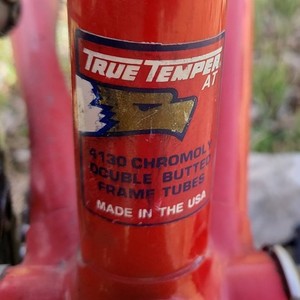 TRUE TEMPER
AT
4130 CHROMOLY
DOUBLE BUTTED
FRAME TUBES
MADE IN THE USA